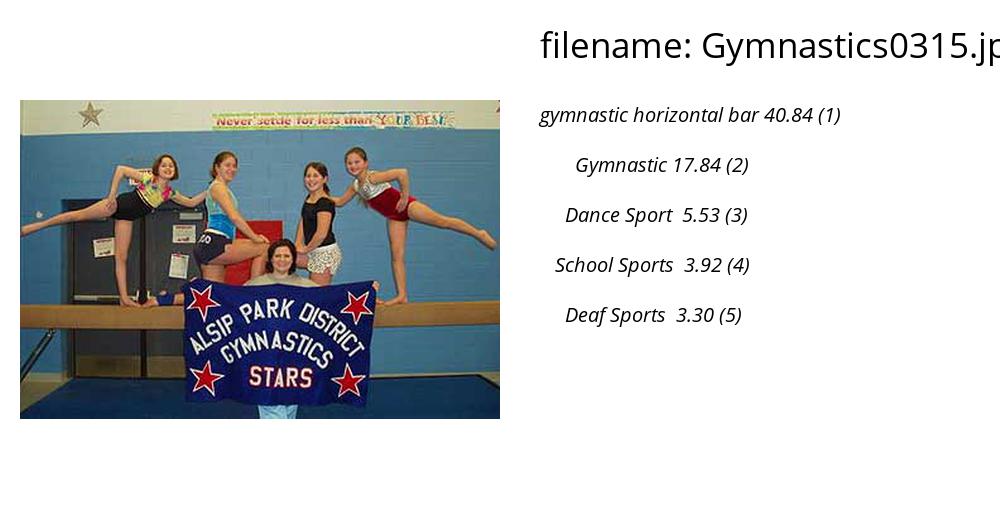 filename: Gymnastics0315.jp
Never settle for less than YOUR BEST.
gymnastic horizontal bar 40.84 (1)
Gymnastic 17.84 (2)
Dance Sport 5.53 (3)
School Sports 3.92 (4)
Deaf Sports 3.30 (5)
ALSIP PARK DISTRICT
GYMNASTICS
STARS